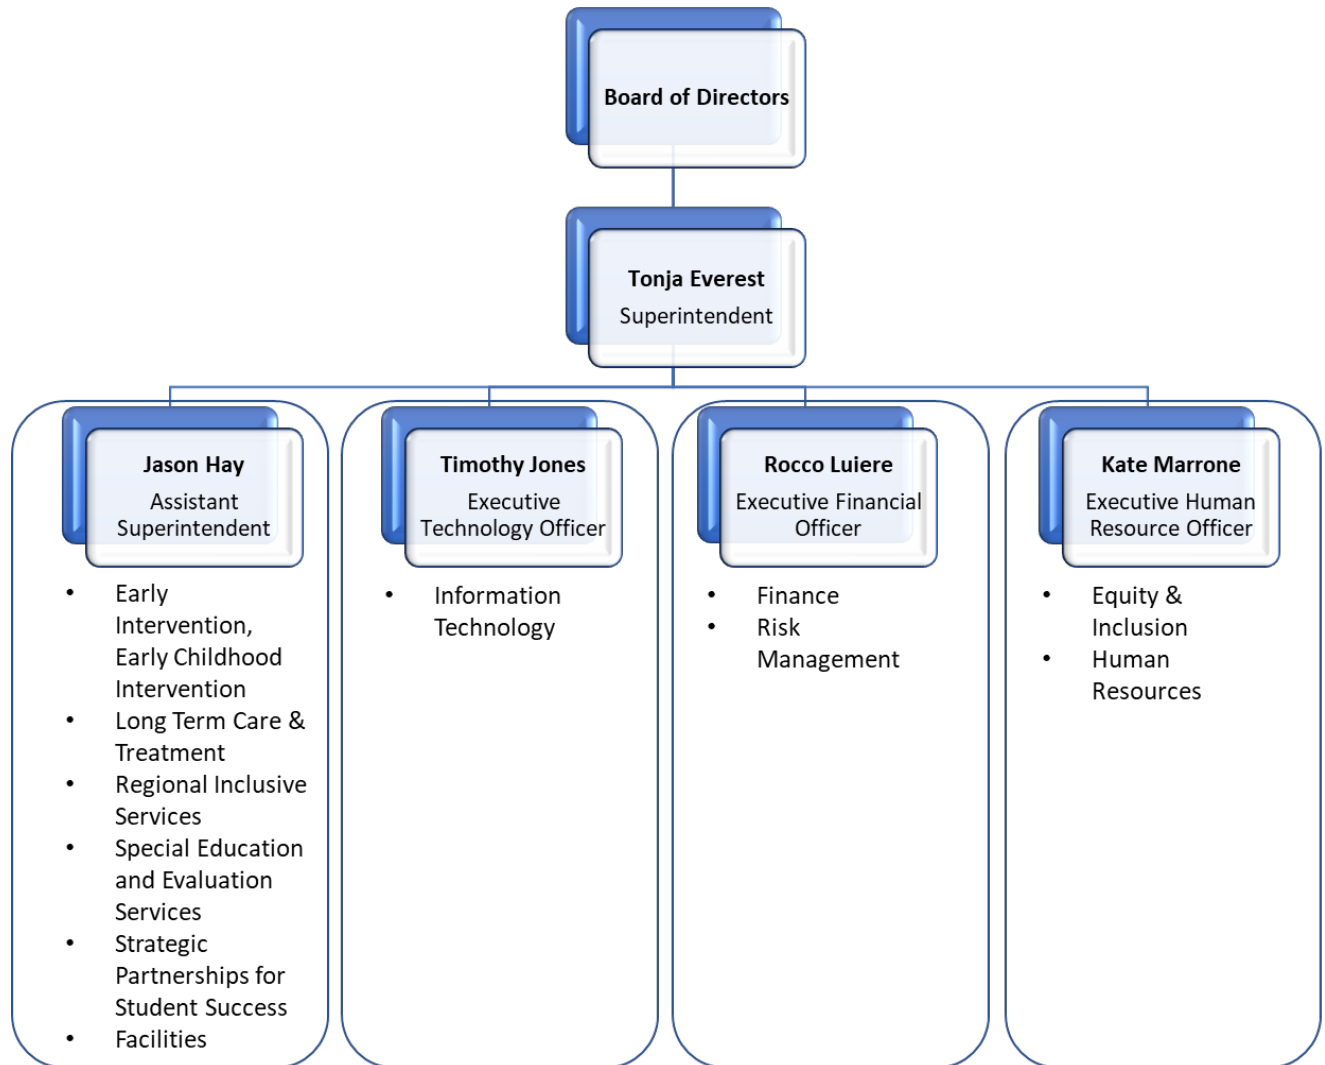 Board of Directors
Tonja Everest
Superintendent
Jason Hay
Assistant
Superintendent
• Early
Intervention,
Early Childhood
Intervention
• Long Term Care &
Treatment
• Regional Inclusive
Services
• Special Education
and Evaluation
Services
• Strategic
Partnerships for
Student Success
• Facilities
Timothy Jones
Executive
Technology Officer
• Information
Technology
Rocco Luiere
Executive Financial
Officer
• Finance
• Risk
Management
Kate Marrone
Executive Human
Resource Officer
• Equity &
Inclusion
• Human
Resources